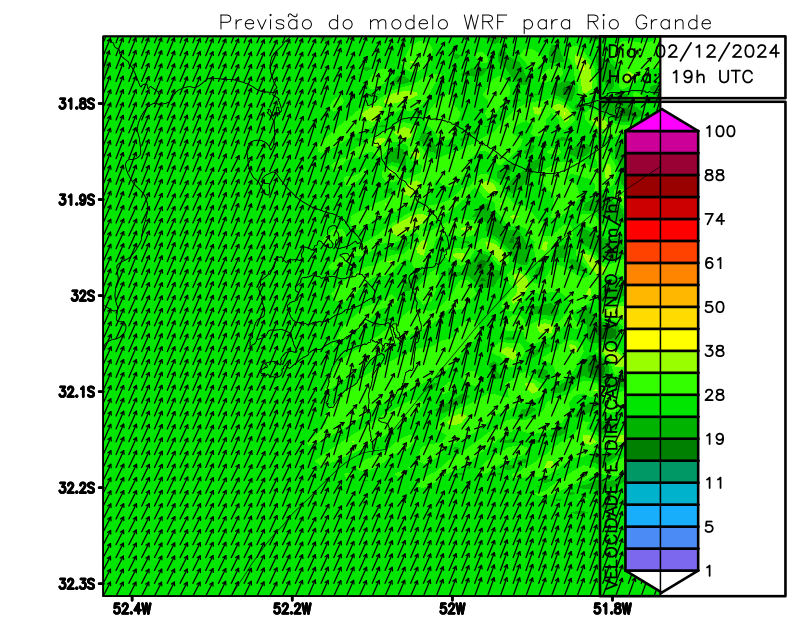 Previsão do modelo WRF para Rio Grande
Dia: 02/12/2024
Hora: 19h UTC
31.8S
31.9S
32S
32.1S
32.2S
32.3S
52.4W
52.2W
52W
51.8W
VELOCIDADE E DIREÇÃO DO VENTO (km/h)
100
88
74
61
50
38
28
19
11
5
1